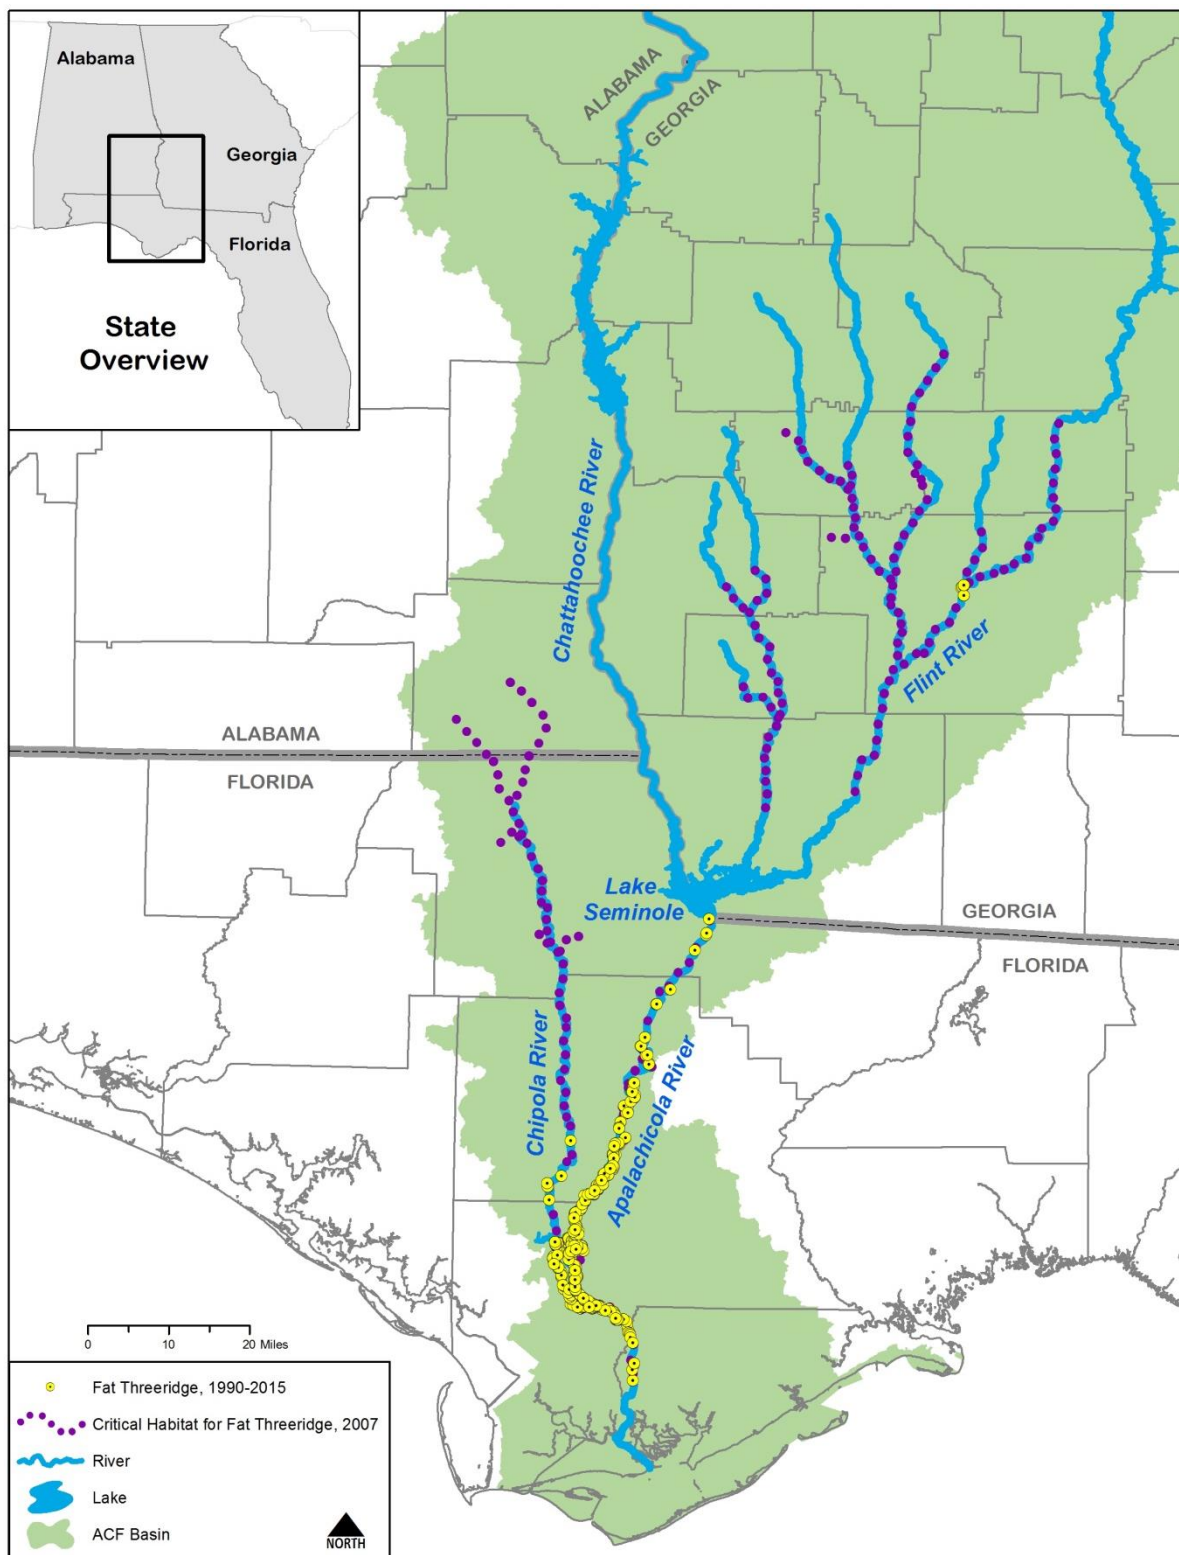 Alabama
Georgia
Florida
State
Overview
ALABAMA
GEORGIA
Chattahoochee River
Flint River
ALABAMA
FLORIDA
Lake
Seminole
GEORGIA
FLORIDA
Chipola River
Apalachicola River
0 10 20 Miles
Fat Threeridge, 1990-2015
Critical Habitat for Fat Threeridge, 2007
River
Lake
ACF Basin
NORTH